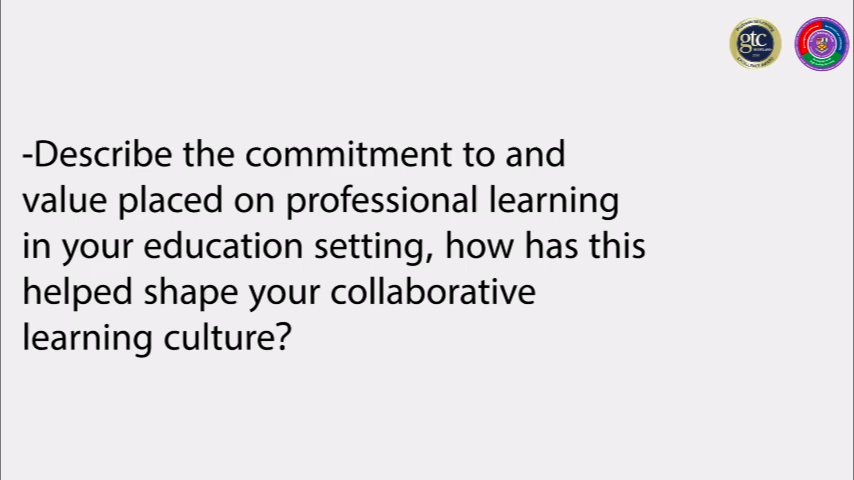 gtc
-Describe the commitment to and
value placed on professional learning
in your education setting, how has this
helped shape your collaborative
learning culture?